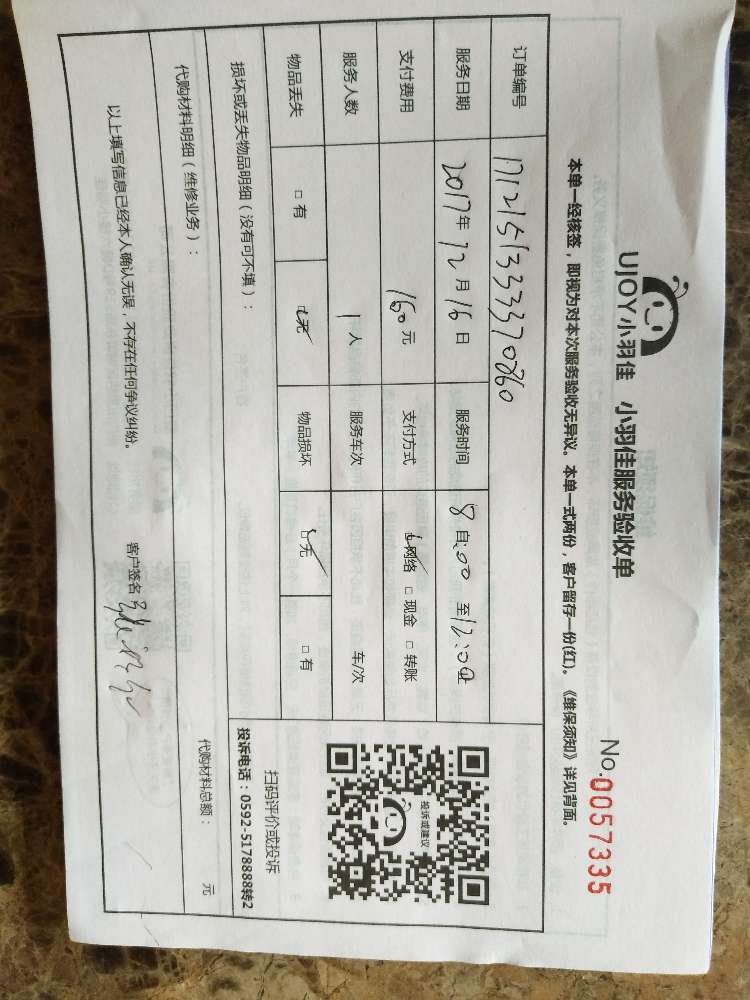 UJOY小羽佳 小羽佳服务验收单
No.0057335
本单一经核签，即视为对本次服务验收无异议。本单一式两份，客户留存一份(红)。《维保须知》详见背面。
订单编号 1712151333370260
服务日期 2017年12月16日 服务时间 8:00 至12:00
支付费用 160元 支付方式 ☑网络 □现金 □转账
服务人数 1人 服务车次 车/次
物品丢失 □有 ☑无 物品损坏 ☑无 □有
投诉或建议
扫码评价或投诉
投诉电话：0592-5178888转2
损坏或丢失物品明细（没有可不填）：
代购材料明细（维修业务）：
代购材料总额： 元
以上填写信息已经本人确认无误，不存在任何争议纠纷。
客户签名